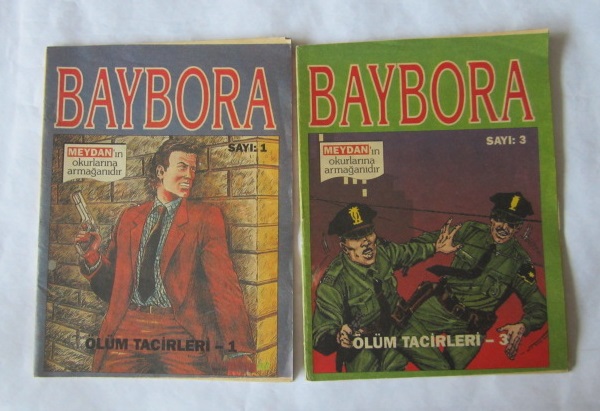 BAYBORA
SAYI: 1
MEYDAN'ın
okurlarına
armağanıdır
ÖLÜM TACİRLERİ – 1
BAYBORA
SAYI: 3
MEYDAN'ın
okurlarına
armağanıdır
ÖLÜM TACİRLERİ – 3